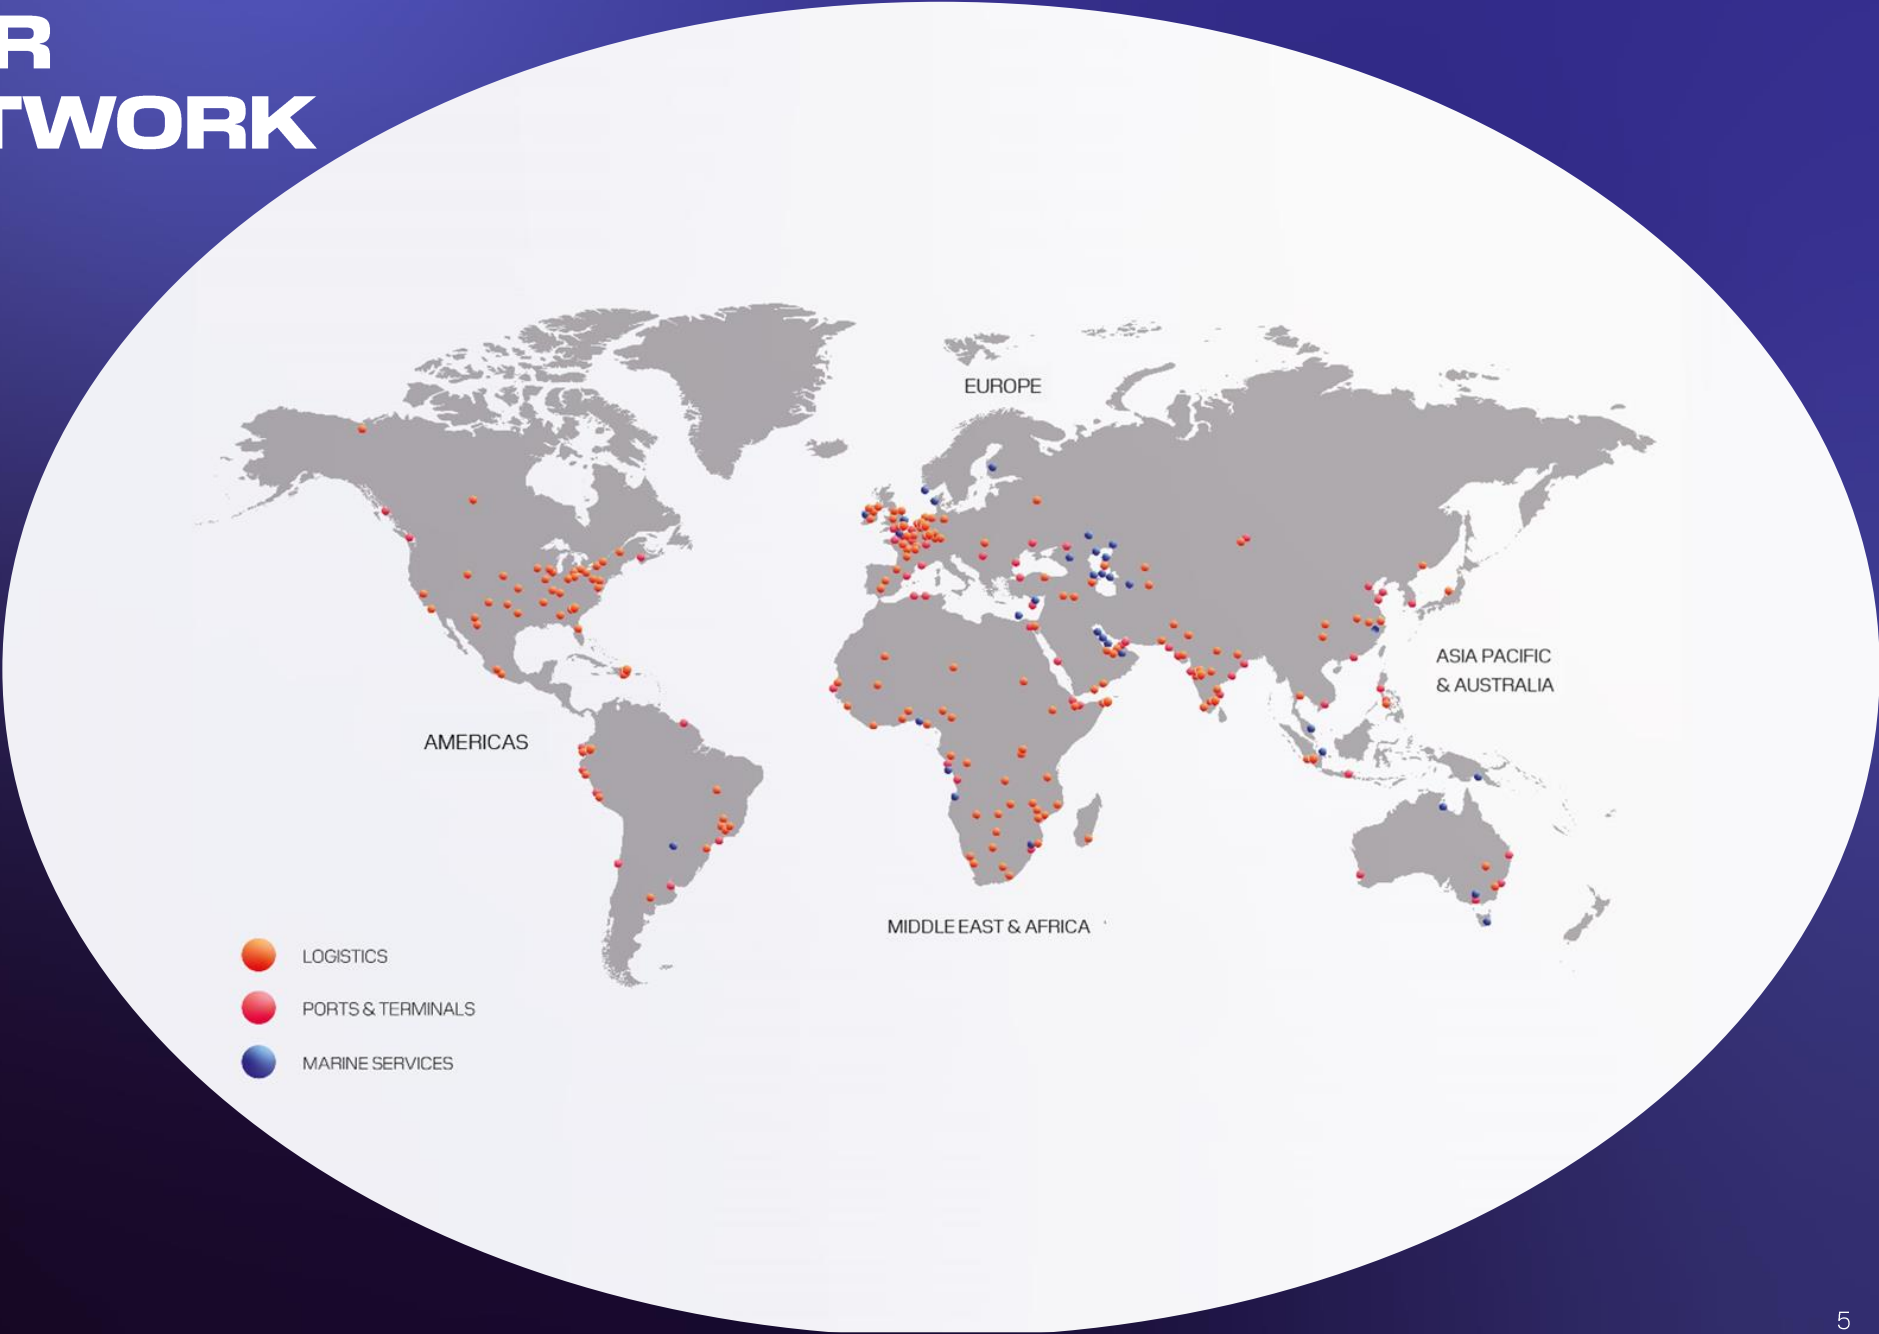 R
TWORK
EUROPE
ASIA PACIFIC
& AUSTRALIA
AMERICAS
MIDDLE EAST & AFRICA
LOGISTICS
PORTS & TERMINALS
MARINE SERVICES
5